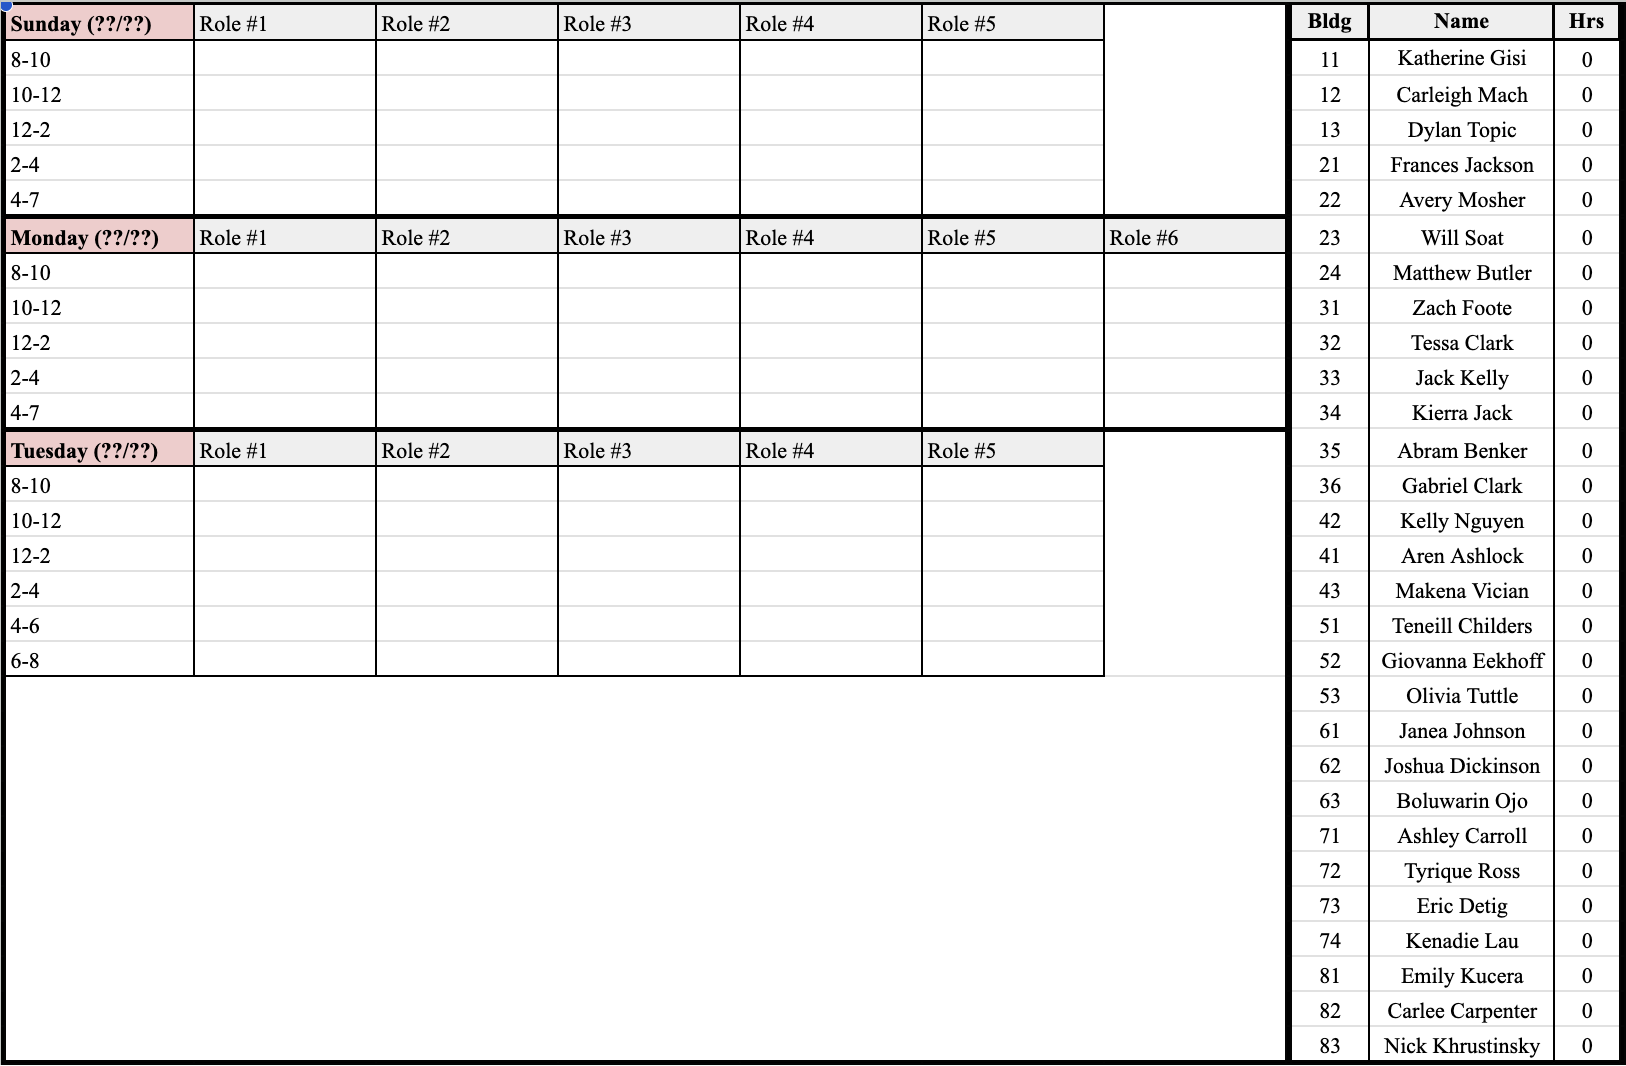 Sunday (??/??) Role #1 Role #2 Role #3 Role #4 Role #5
8-10
10-12
12-2
2-4
4-7
Monday (??/??) Role #1 Role #2 Role #3 Role #4 Role #5 Role #6
8-10
10-12
12-2
2-4
4-7
Tuesday (??/??) Role #1 Role #2 Role #3 Role #4 Role #5
8-10
10-12
12-2
2-4
4-6
6-8
Bldg Name Hrs
11 Katherine Gisi 0
12 Carleigh Mach 0
13 Dylan Topic 0
21 Frances Jackson 0
22 Avery Mosher 0
23 Will Soat 0
24 Matthew Butler 0
31 Zach Foote 0
32 Tessa Clark 0
33 Jack Kelly 0
34 Kierra Jack 0
35 Abram Benker 0
36 Gabriel Clark 0
42 Kelly Nguyen 0
41 Aren Ashlock 0
43 Makena Vician 0
51 Teneill Childers 0
52 Giovanna Eekhoff 0
53 Olivia Tuttle 0
61 Janea Johnson 0
62 Joshua Dickinson 0
63 Boluwarin Ojo 0
71 Ashley Carroll 0
72 Tyrique Ross 0
73 Eric Detig 0
74 Kenadie Lau 0
81 Emily Kucera 0
82 Carlee Carpenter 0
83 Nick Khrustinsky 0